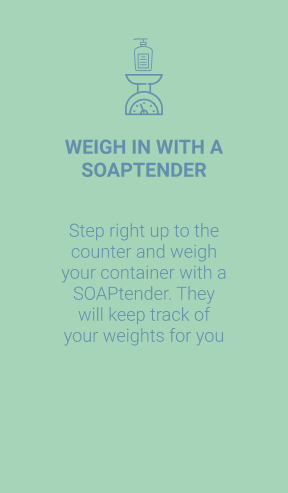 WEIGH IN WITH A
SOAPTENDER
Step right up to the
counter and weigh
your container with a
SOAPtender. They
will keep track of
your weights for you